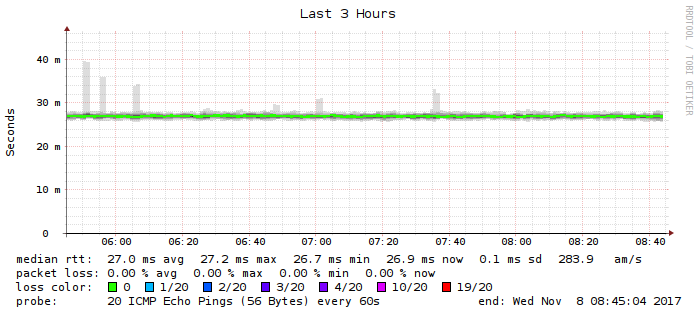 Last 3 Hours
RRDTOOL / TOBI OETIKER
Seconds
40 m
30 m
20 m
10 m
0
06:00 06:20 06:40 07:00 07:20 07:40 08:00 08:20 08:40
median rtt: 27.0 ms avg 27.2 ms max 26.7 ms min 26.9 ms now 0.1 ms sd 283.9 am/s
packet loss: 0.00 % avg 0.00 % max 0.00 % min 0.00 % now
loss color: 0 1/20 2/20 3/20 4/20 10/20 19/20
probe: 20 ICMP Echo Pings (56 Bytes) every 60s end: Wed Nov 8 08:45:04 2017